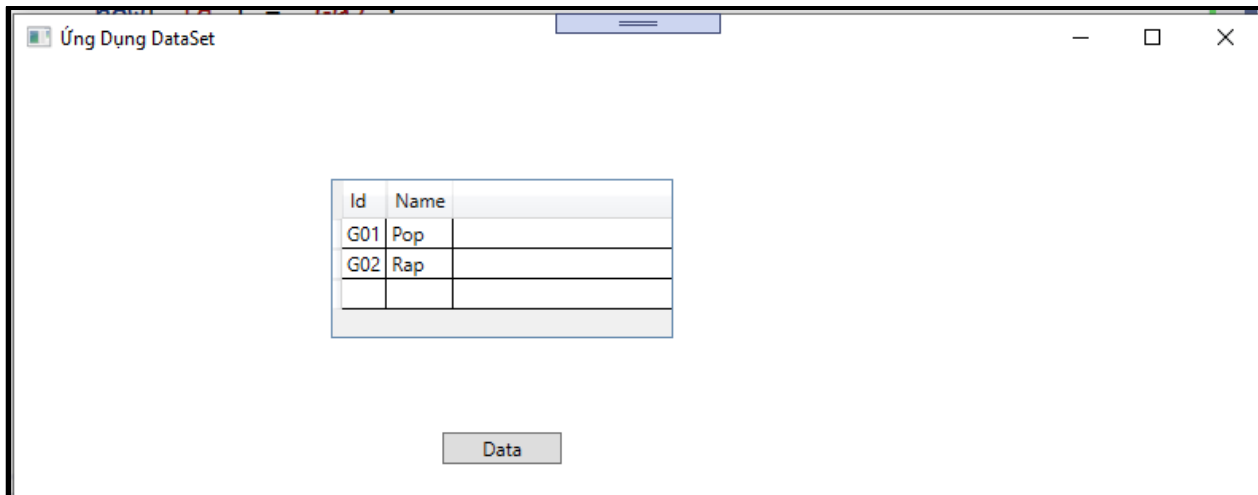 Ứng Dụng DataSet
Id Name
G01 Pop
G02 Rap
Data